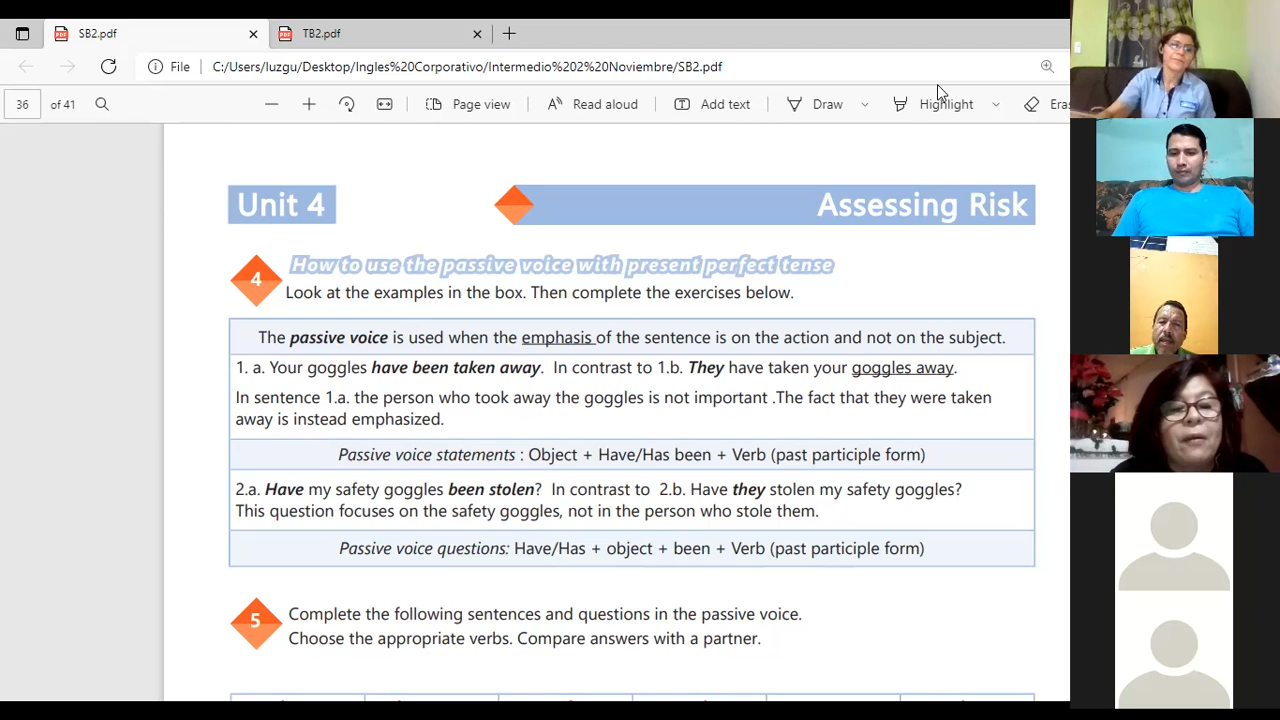 SB2.pdf
TB2.pdf
File C:/Users/luzgu/Desktop/Ingles%20Corporativo/Intermedio%202%20Noviembre/SB2.pdf
36 of 41 Page view Read aloud Add text Draw Highlight Eras
Unit 4 Assessing Risk
4 How to use the passive voice with present perfect tense
Look at the examples in the box. Then complete the exercises below.
The passive voice is used when the emphasis of the sentence is on the action and not on the subject.
1. a. Your goggles have been taken away. In contrast to 1.b. They have taken your goggles away.
In sentence 1.a. the person who took away the goggles is not important .The fact that they were taken
away is instead emphasized.
Passive voice statements : Object + Have/Has been + Verb (past participle form)
2.a. Have my safety goggles been stolen? In contrast to 2.b. Have they stolen my safety goggles?
This question focuses on the safety goggles, not in the person who stole them.
Passive voice questions: Have/Has + object + been + Verb (past participle form)
5 Complete the following sentences and questions in the passive voice.
Choose the appropriate verbs. Compare answers with a partner.